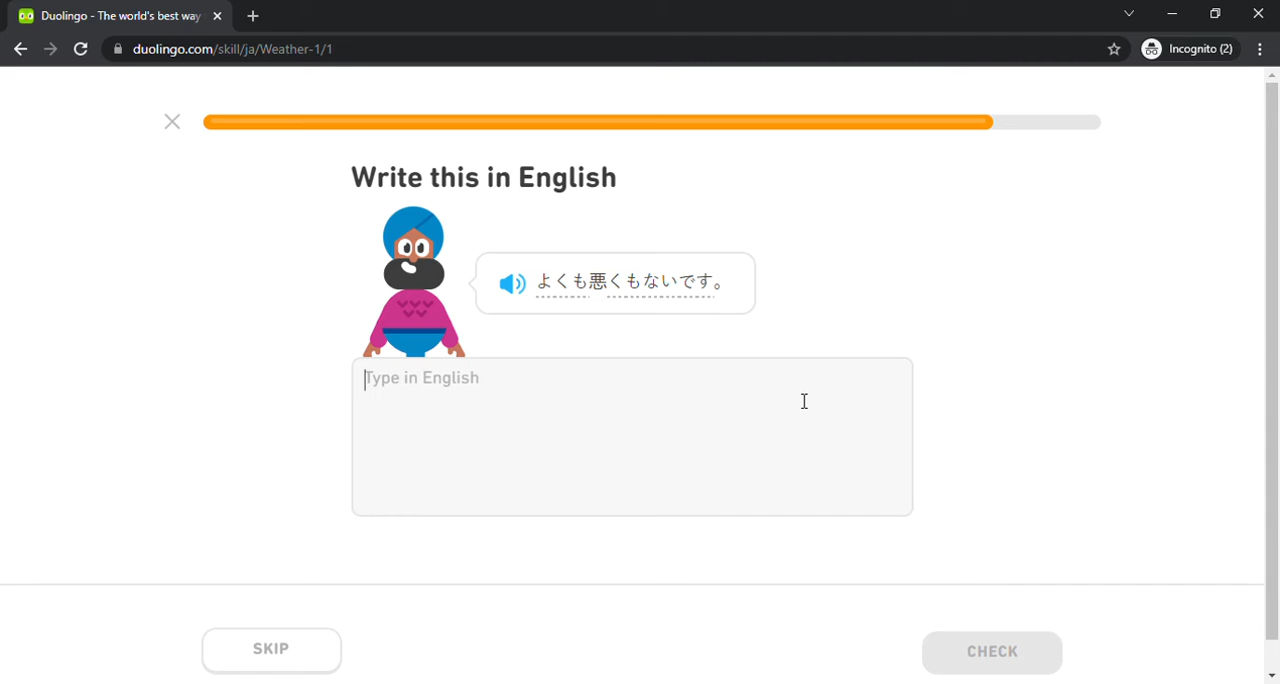 Duolingo - The world's best way
duolingo.com/skill/ja/Weather-1/1
Incognito (2)
Write this in English
よくも悪くもないです。
Type in English
SKIP
CHECK